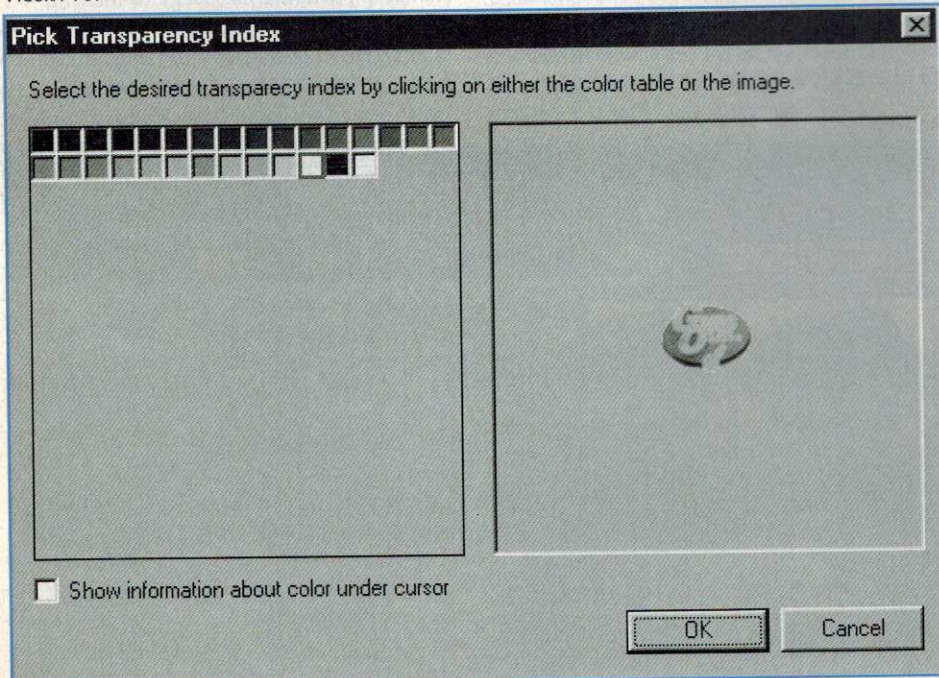 Pick Transparency Index
Select the desired transparecy index by clicking on either the color table or the image.
Show information about color under cursor
OK
Cancel